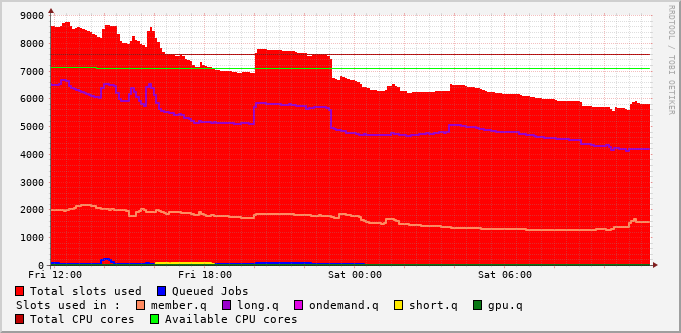 9000
8000
7000
6000
5000
4000
3000
2000
1000
0
Fri 12:00 Fri 18:00 Sat 00:00 Sat 06:00
Total slots used Queued Jobs
Slots used in : member.q long.q ondemand.q short.q gpu.q
Total CPU cores Available CPU cores
RRDTOOL / TOBI OETIKER